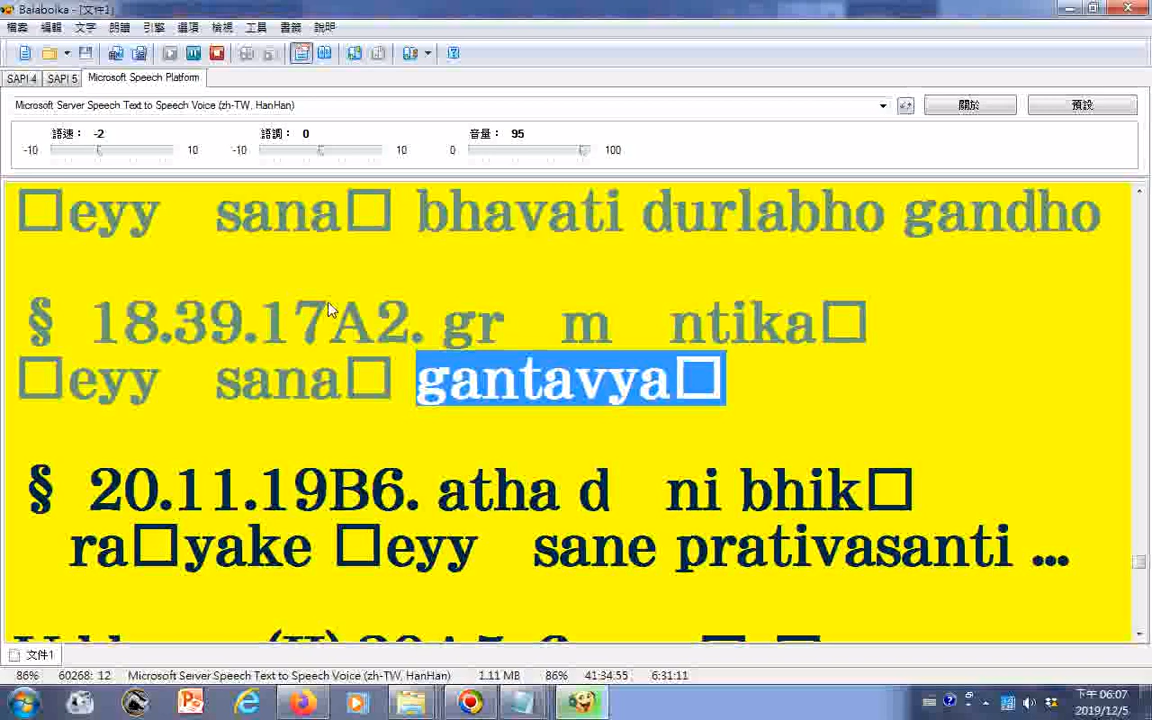 Balabolka - [文件1]
檔案 編輯 文字 朗讀 引擎 選項 檢視 工具 書籤 說明
SAPI 4 SAPI 5 Microsoft Speech Platform
Microsoft Server Speech Text to Speech Voice (zh-TW, HanHan) 關於 預設
語速： -2 語調： 0 音量： 95
-10 10 -10 10 0 100
□eyy sana□ bhavati durlabho gandho
§ 18.39.17A2. gr m ntika□
□eyy sana□ gantavya□
§ 20.11.19B6. atha d ni bhik□
ra□yake □eyy sane prativasanti ...
文件1
86% 60268: 12 Microsoft Server Speech Text to Speech Voice (zh-TW, HanHan) 1.11 MB 86% 41:34:55 6:31:11
下午 06:07
2019/12/5